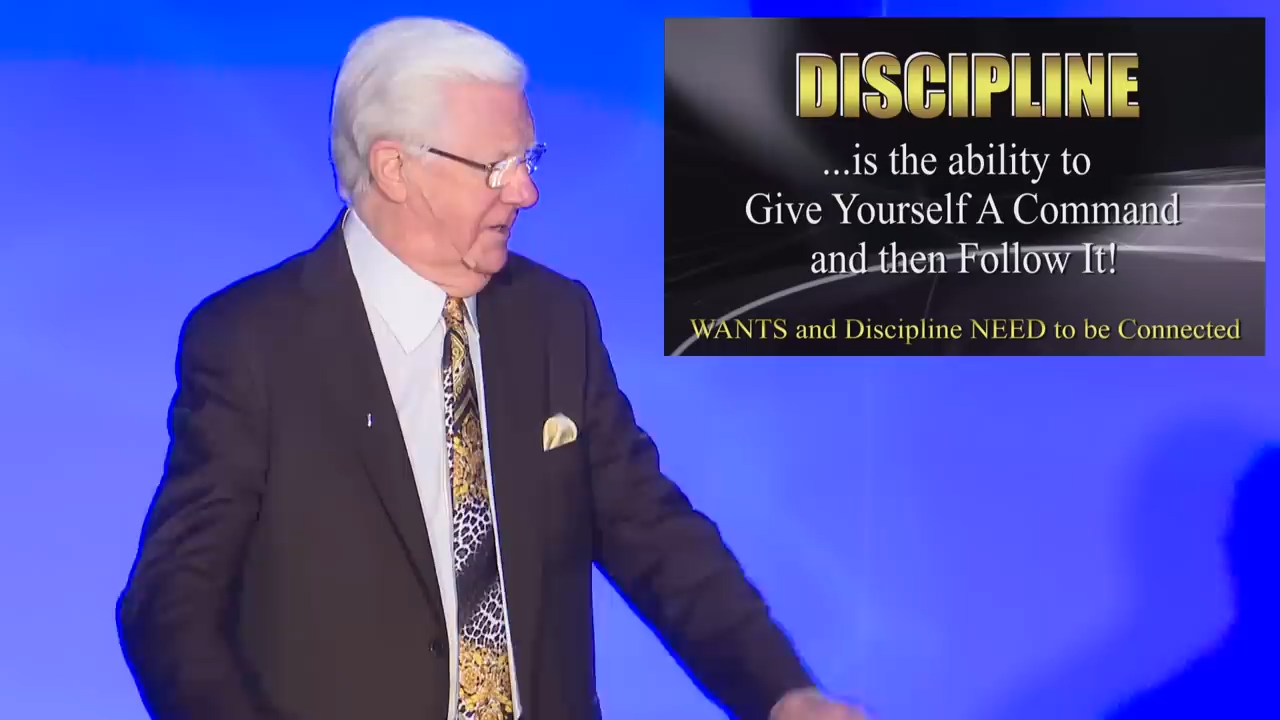 DISCIPLINE
...is the ability to
Give Yourself A Command
and then Follow It!
WANTS and Discipline NEED to be Connected